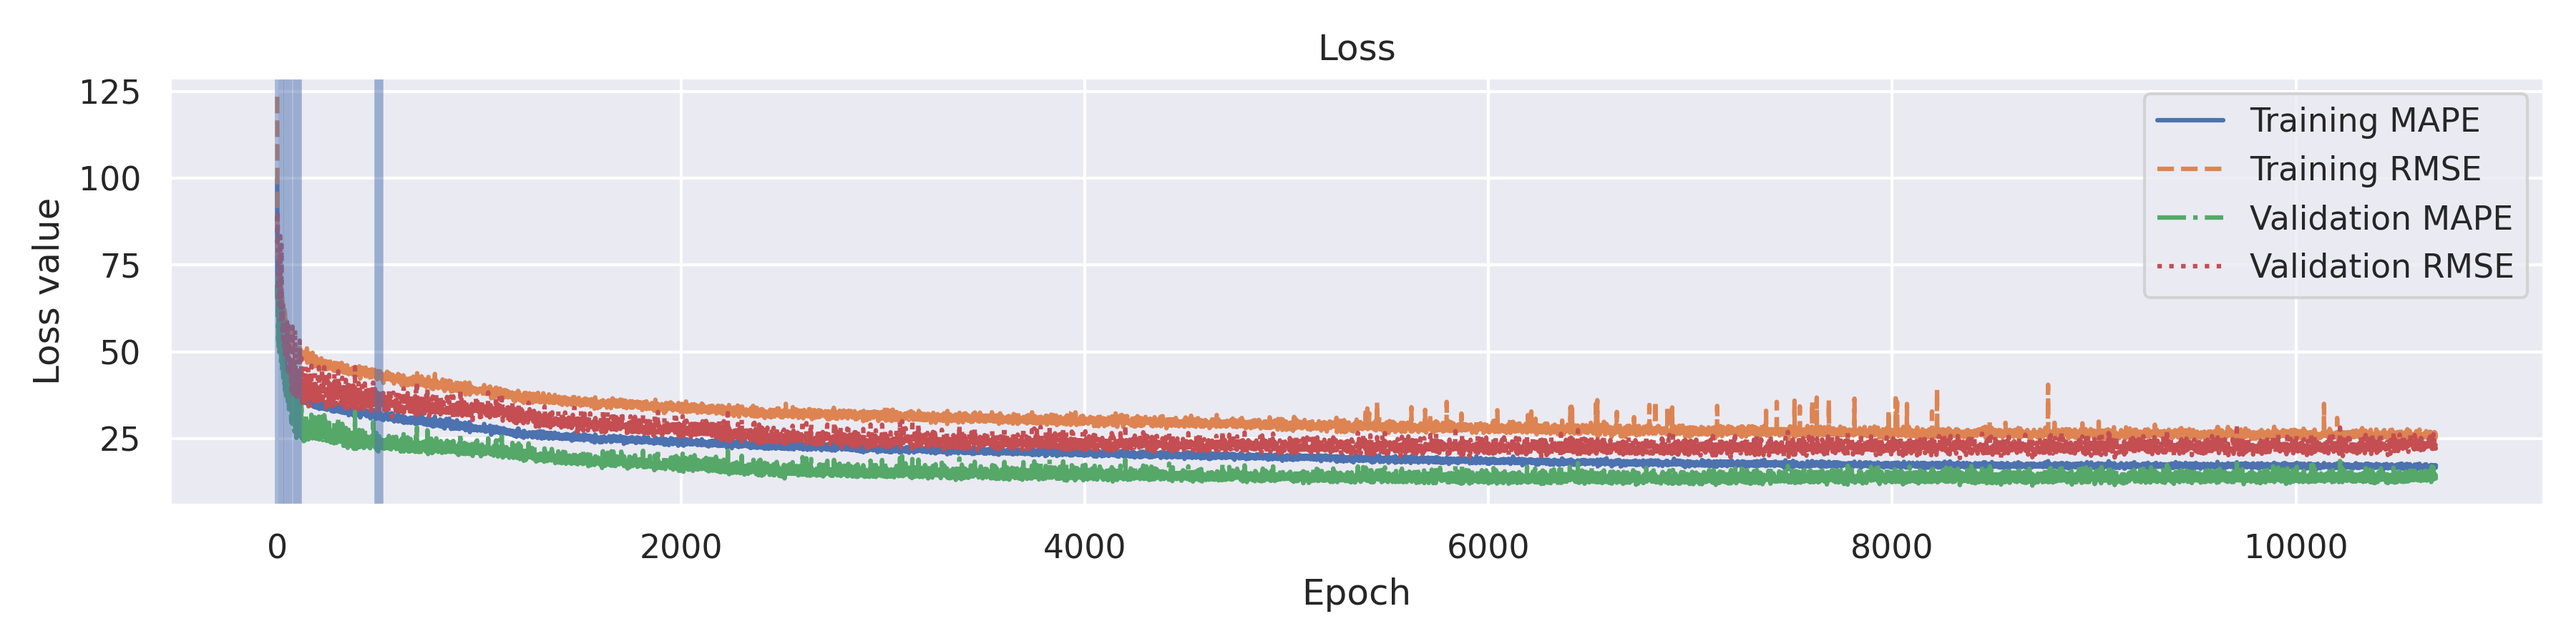 Loss
125
100
75
50
25
Loss value
0 2000 4000 6000 8000 10000
Epoch
Training MAPE
Training RMSE
Validation MAPE
Validation RMSE